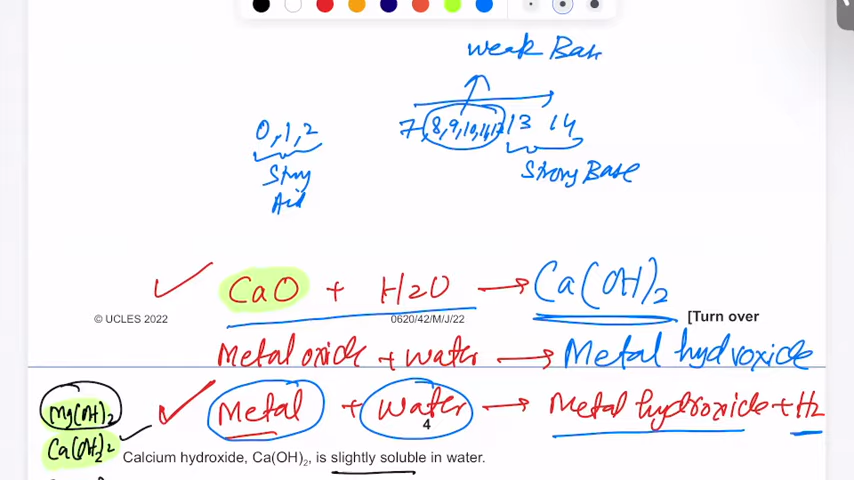 weak Base
0,1,2 7 8,9,10,11,12 13 14
Strong Base
CaO + H2O → Ca(OH)2
© UCLES 2022 0620/42/M/J/22 [Turn over
Metal oxide + water → Metal hydroxide
Mg(OH)2 Metal + water → Metal hydroxide + H2
4
Ca(OH)2
Calcium hydroxide, Ca(OH)2, is slightly soluble in water.